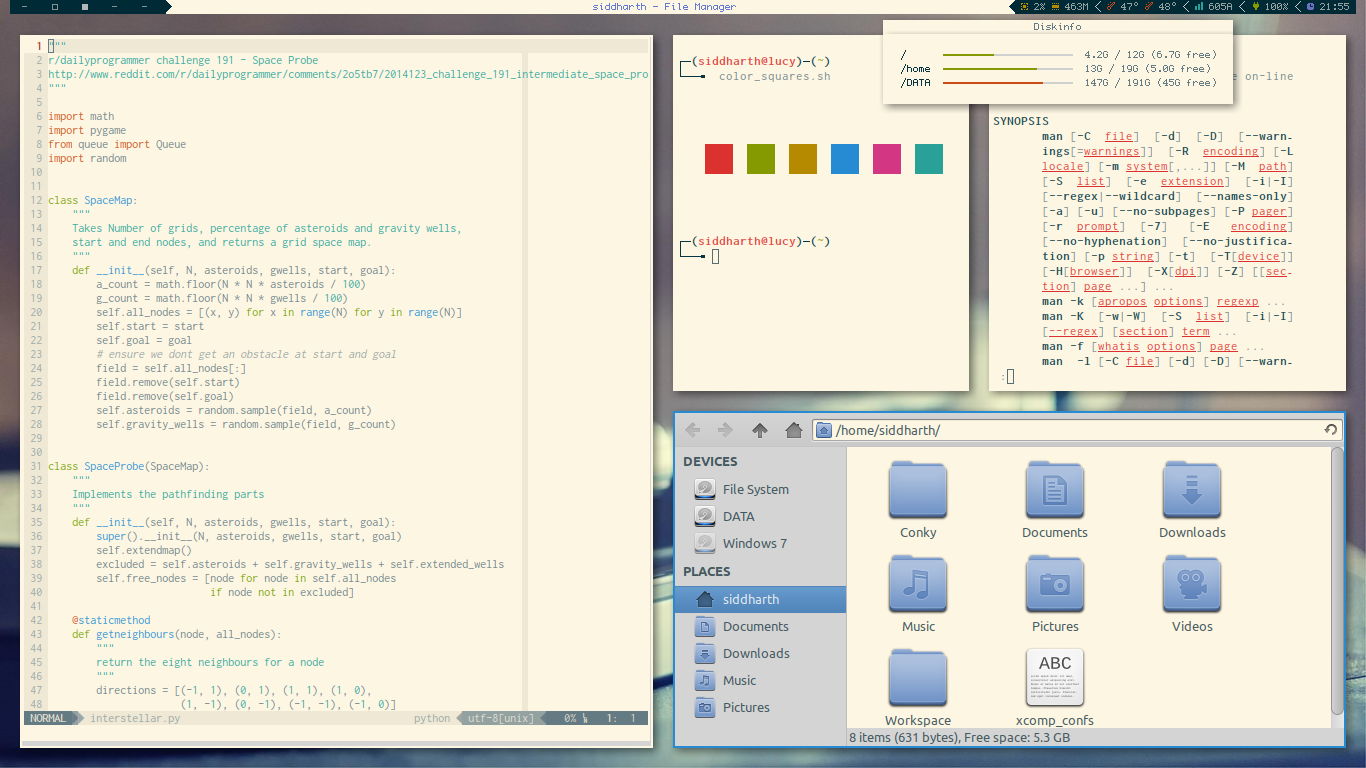 siddharth - File Manager
2% 463M 47° 48° 605A 100% 21:55
1 """
2 r/dailyprogrammer challenge 191 - Space Probe
3 http://www.reddit.com/r/dailyprogrammer/comments/2o5tb7/2014123_challenge_191_intermediate_space_pro
4 """
5
6 import math
7 import pygame
8 from queue import Queue
9 import random
10
11
12 class SpaceMap:
13     """
14     Takes Number of grids, percentage of asteroids and gravity wells,
15     start and end nodes, and returns a grid space map.
16     """
17     def __init__(self, N, asteroids, gwells, start, goal):
18         a_count = math.floor(N * N * asteroids / 100)
19         g_count = math.floor(N * N * gwells / 100)
20         self.all_nodes = [(x, y) for x in range(N) for y in range(N)]
21         self.start = start
22         self.goal = goal
23         # ensure we dont get an obstacle at start and goal
24         field = self.all_nodes[:]
25         field.remove(self.start)
26         field.remove(self.goal)
27         self.asteroids = random.sample(field, a_count)
28         self.gravity_wells = random.sample(field, g_count)
29
30
31 class SpaceProbe(SpaceMap):
32     """
33     Implements the pathfinding parts
34     """
35     def __init__(self, N, asteroids, gwells, start, goal):
36         super().__init__(N, asteroids, gwells, start, goal)
37         self.extendmap()
38         excluded = self.asteroids + self.gravity_wells + self.extended_wells
39         self.free_nodes = [node for node in self.all_nodes
40                            if node not in excluded]
41
42     @staticmethod
43     def getneighbours(node, all_nodes):
44         """
45         return the eight neighbours for a node
46         """
47         directions = [(-1, 1), (0, 1), (1, 1), (1, 0),
48                       (1, -1), (0, -1), (-1, -1), (-1, 0)]
NORMAL interstellar.py python utf-8[unix] 0% 1: 1
(siddharth@lucy)-(~)
color_squares.sh
(siddharth@lucy)-(~)
Diskinfo
/ 4.2G / 12G (6.7G free)
/home 13G / 19G (5.0G free)
/DATA 147G / 191G (45G free)
e on-line
SYNOPSIS
man [-C file] [-d] [-D] [--warn-
ings[=warnings]] [-R encoding] [-L
locale] [-m system[,...]] [-M path]
[-S list] [-e extension] [-i|-I]
[--regex|--wildcard] [--names-only]
[-a] [-u] [--no-subpages] [-P pager]
[-r prompt] [-7] [-E encoding]
[--no-hyphenation] [--no-justifica-
tion] [-p string] [-t] [-T[device]]
[-H[browser]] [-X[dpi]] [-Z] [[sec-
tion] page ...] ...
man -k [apropos options] regexp ...
man -K [-w|-W] [-S list] [-i|-I]
[--regex] [section] term ...
man -f [whatis options] page ...
man -l [-C file] [-d] [-D] [--warn-
:
/home/siddharth/
DEVICES
File System
DATA
Windows 7
PLACES
siddharth
Documents
Downloads
Music
Pictures
Conky
Documents
Downloads
Music
Pictures
Videos
Workspace
ABC
xcomp_confs
8 items (631 bytes), Free space: 5.3 GB